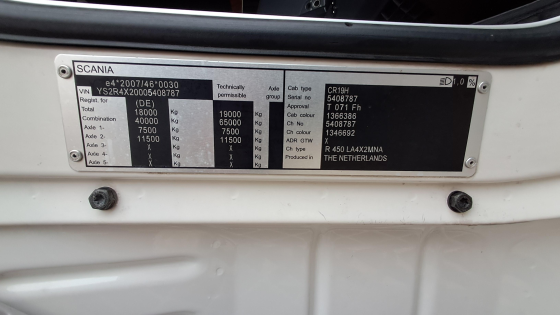 SCANIA
e4*2007/46*0030
VIN YS2R4X20005408787
Technically permissible
Axle group
Regist. for (DE)
Total 18000 Kg 19000 Kg
Combination 40000 Kg 65000 Kg
Axle 1- 7500 Kg 7500 Kg
Axle 2- 11500 Kg 11500 Kg
Axle 3- X Kg X Kg
Axle 4- X Kg X Kg
Axle 5- X Kg X Kg
1,0 %
Cab type CR19H
Serial no 5408787
Approval T 071 Fh
Cab colour 1366386
Ch No 5408787
Ch colour 1346692
ADR GTW X
Ch type R 450 LA4X2MNA
Produced in THE NETHERLANDS